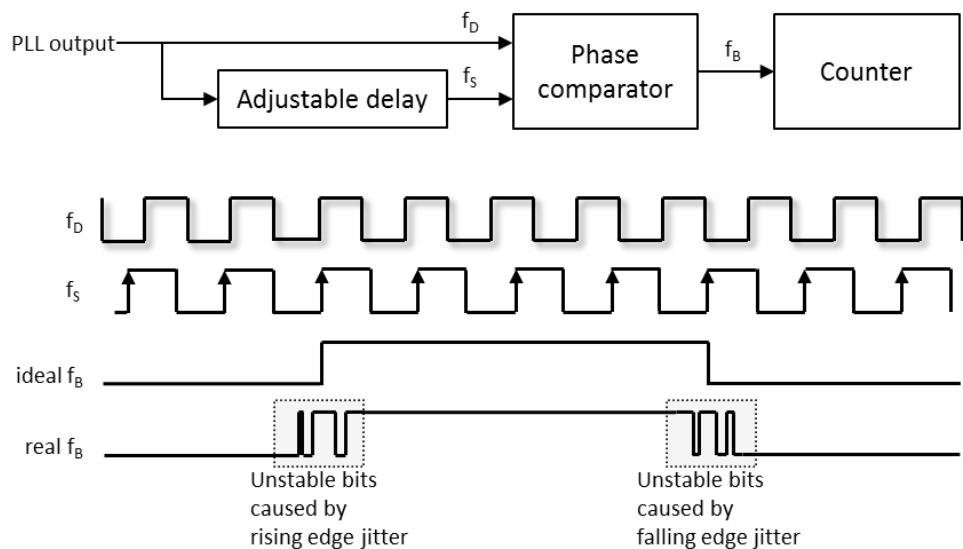 PLL output
f_D
f_S
Adjustable delay
Phase
comparator
f_B
Counter
f_D
f_S
ideal f_B
real f_B
Unstable bits
caused by
rising edge jitter
Unstable bits
caused by
falling edge jitter